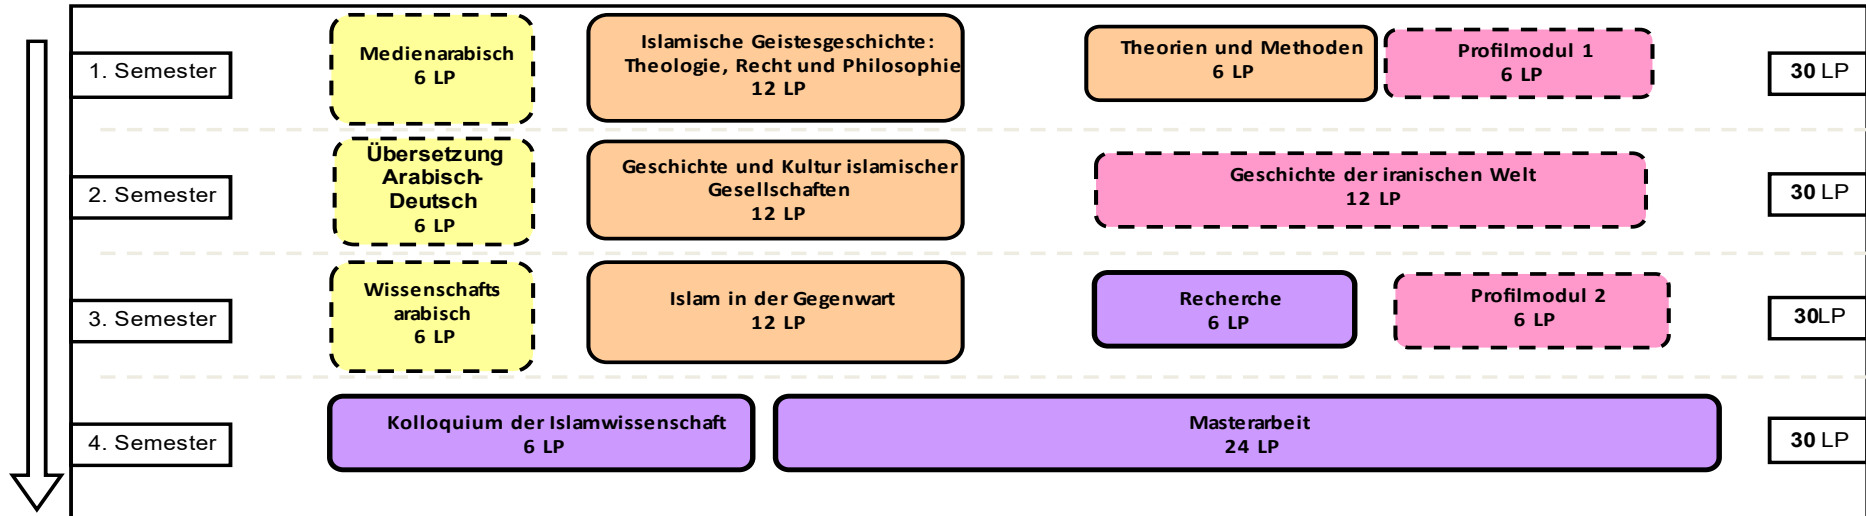 1. Semester
Medienarabisch
6 LP
Islamische Geistesgeschichte:
Theologie, Recht und Philosophie
12 LP
Theorien und Methoden
6 LP
Profilmodul 1
6 LP
30 LP
2. Semester
Übersetzung
Arabisch-
Deutsch
6 LP
Geschichte und Kultur islamischer
Gesellschaften
12 LP
Geschichte der iranischen Welt
12 LP
30 LP
3. Semester
Wissenschafts
arabisch
6 LP
Islam in der Gegenwart
12 LP
Recherche
6 LP
Profilmodul 2
6 LP
30LP
4. Semester
Kolloquium der Islamwissenschaft
6 LP
Masterarbeit
24 LP
30 LP